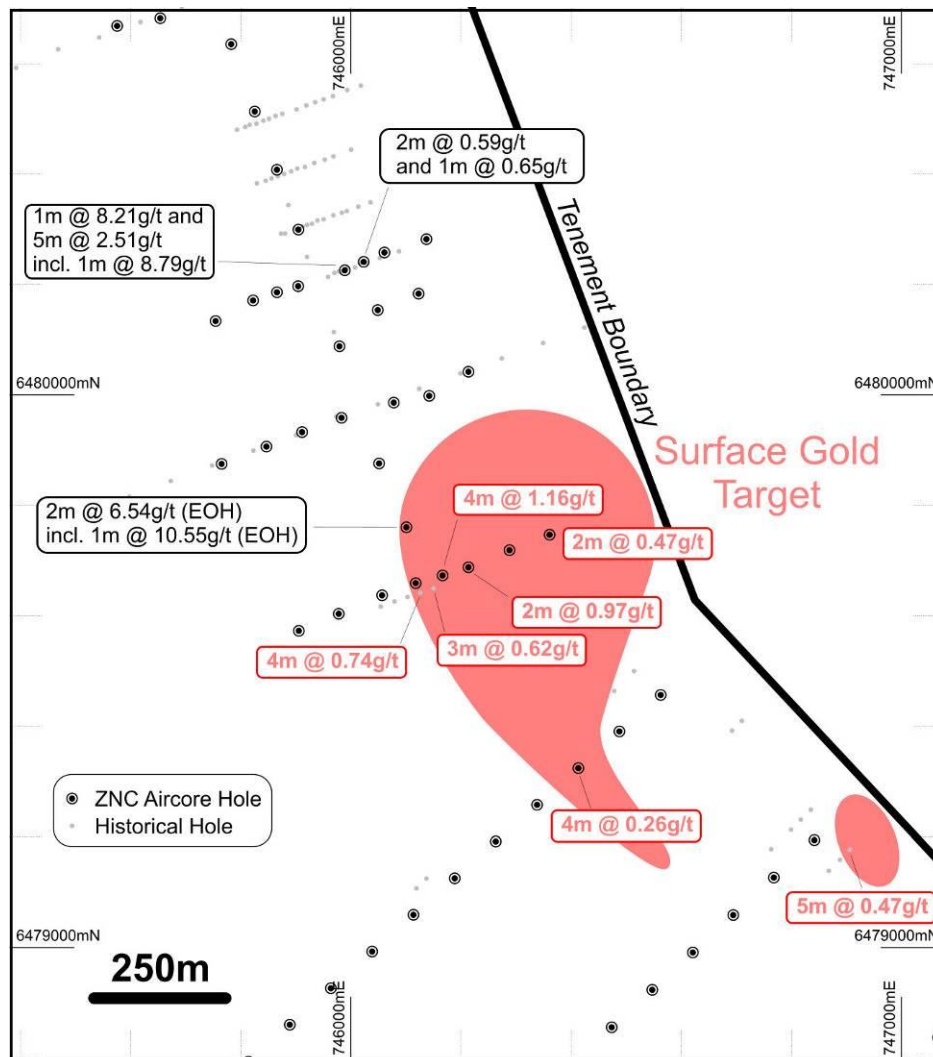 746000mE
747000mE
2m @ 0.59g/t
and 1m @ 0.65g/t
1m @ 8.21g/t and
5m @ 2.51g/t
incl. 1m @ 8.79g/t
Tenement Boundary
6480000mN
6480000mN
Surface Gold
Target
4m @ 1.16g/t
2m @ 6.54g/t (EOH)
incl. 1m @ 10.55g/t (EOH)
2m @ 0.47g/t
2m @ 0.97g/t
3m @ 0.62g/t
4m @ 0.74g/t
ZNC Aircore Hole
Historical Hole
4m @ 0.26g/t
5m @ 0.47g/t
6479000mN
6479000mN
250m
746000mE
747000mE